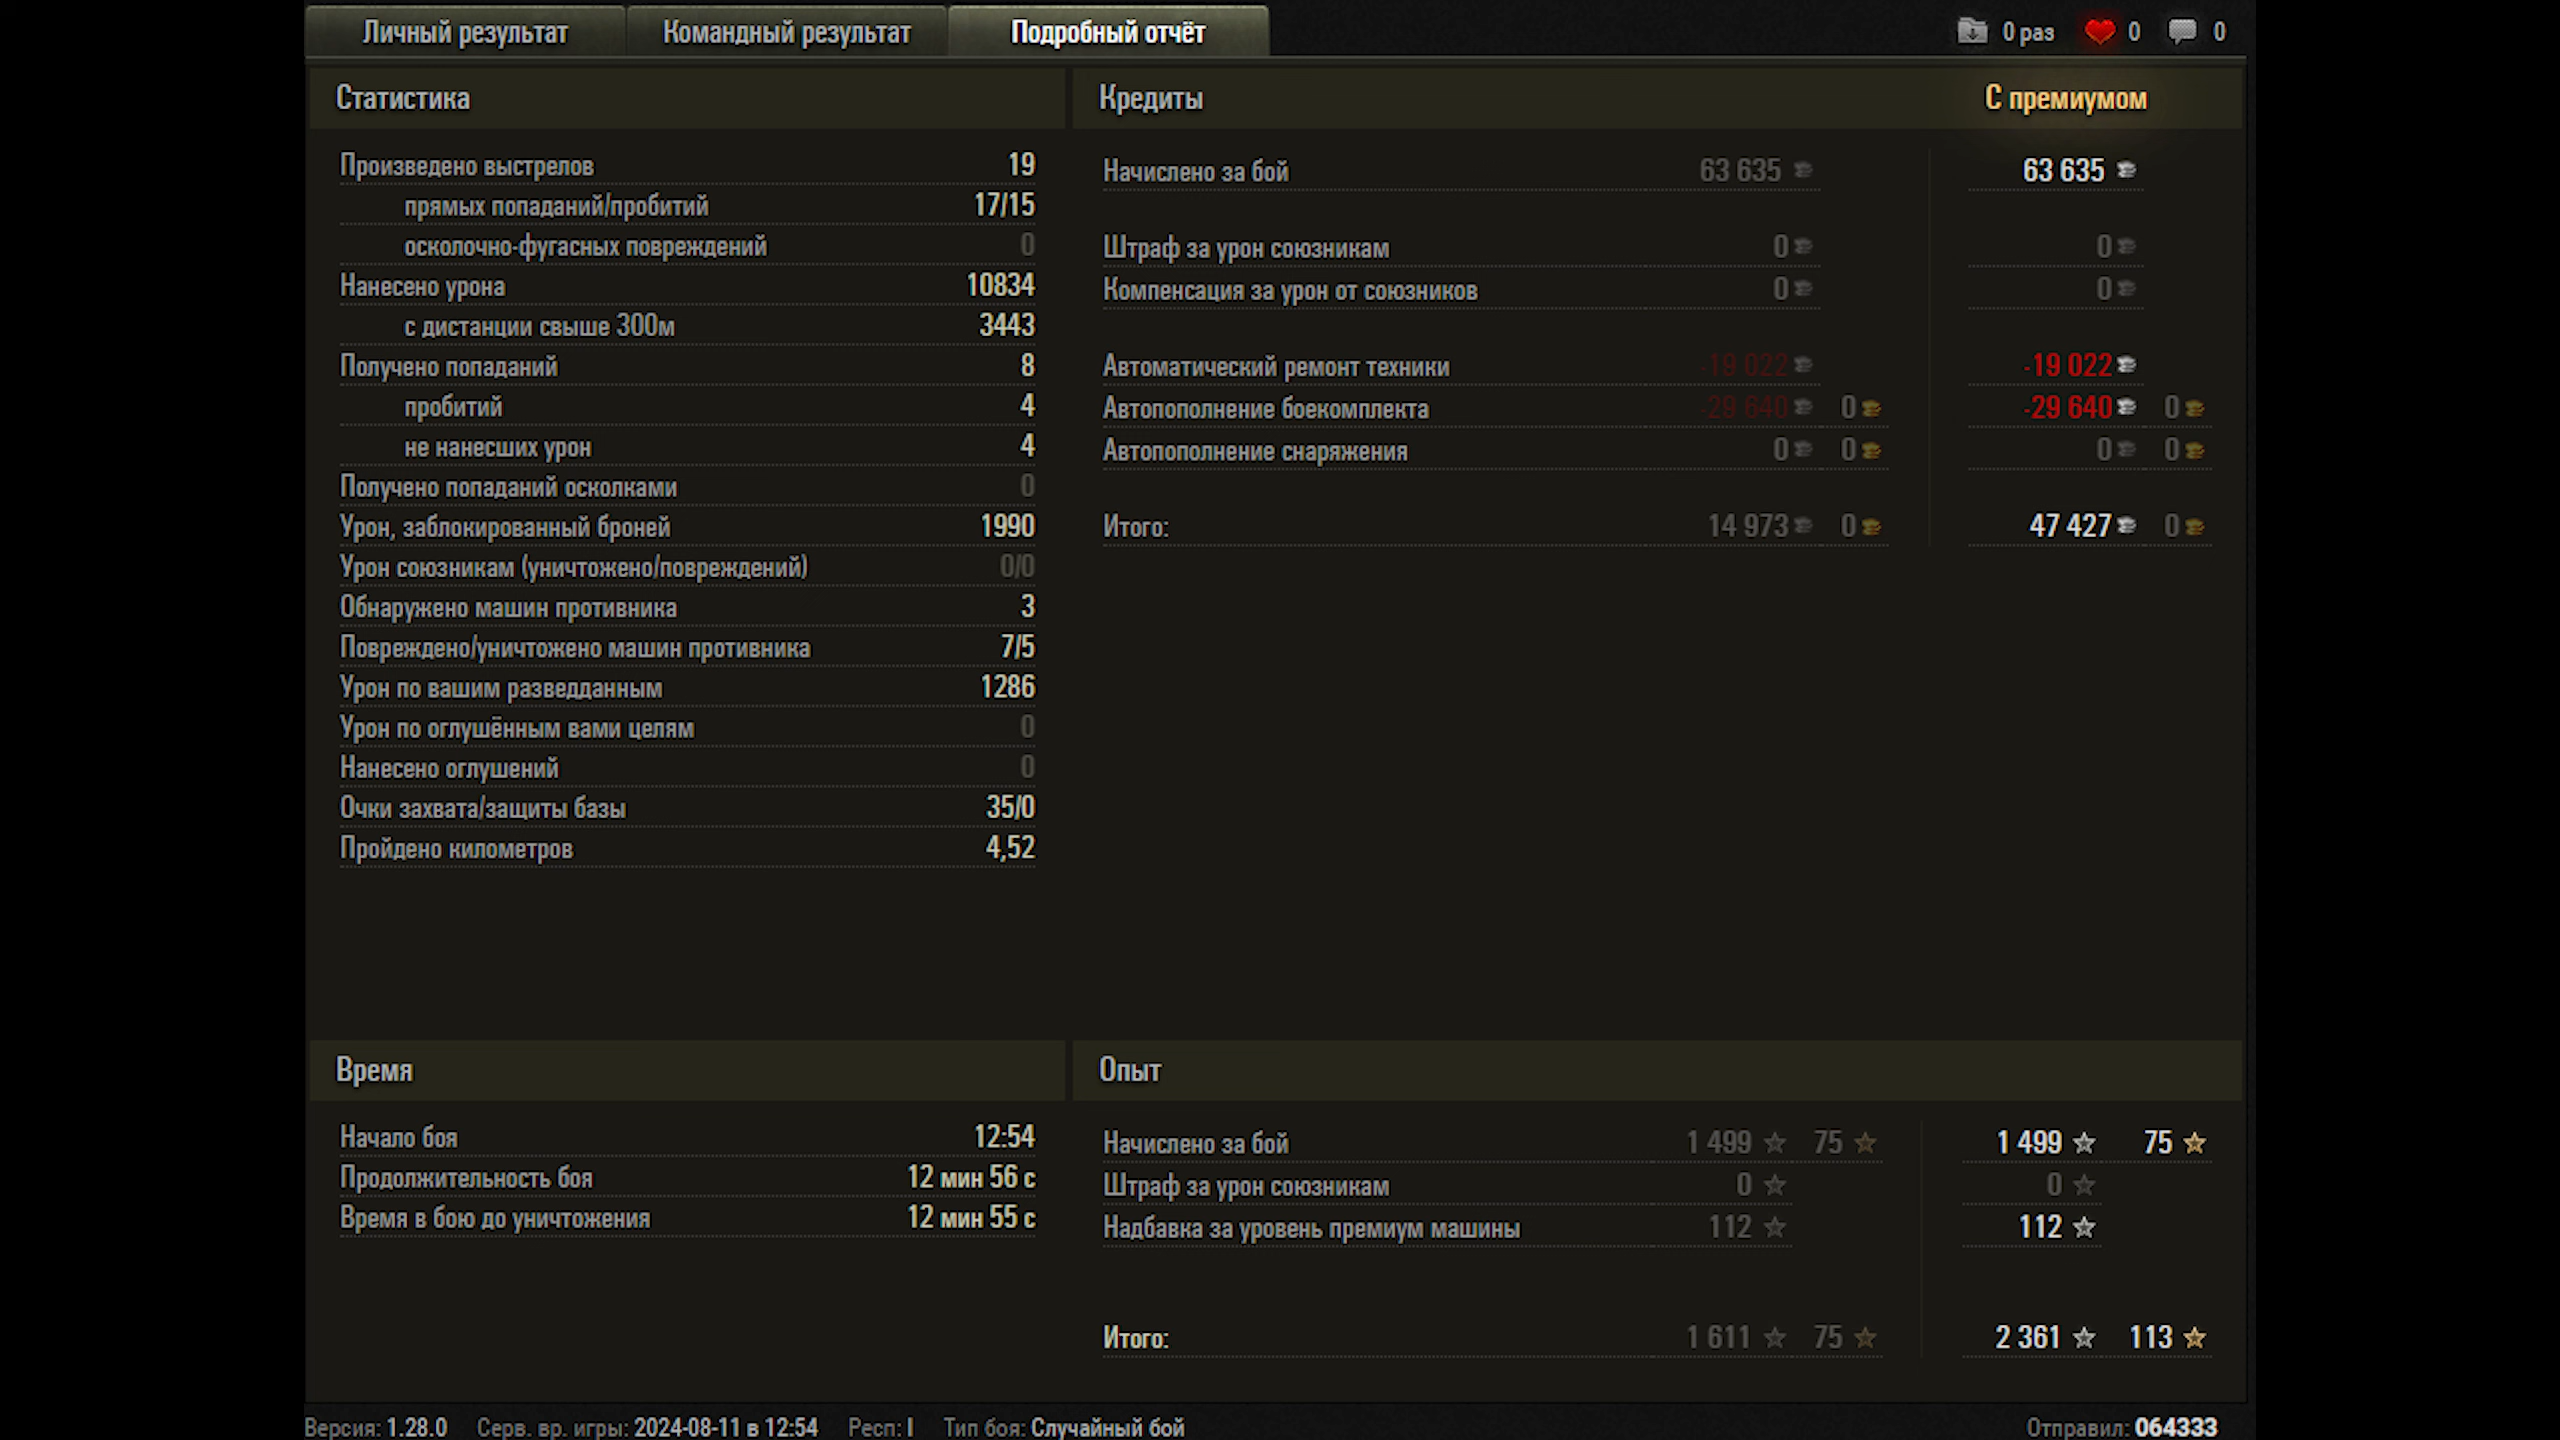 Личный результат
Командный результат
Подробный отчёт
0 раз
0
0
Статистика
Произведено выстрелов 19
прямых попаданий/пробитий 17/15
осколочно-фугасных повреждений 0
Нанесено урона 10834
с дистанции свыше 300м 3443
Получено попаданий 8
пробитий 4
не нанесших урон 4
Получено попаданий осколками 0
Урон, заблокированный броней 1990
Урон союзникам (уничтожено/повреждений) 0/0
Обнаружено машин противника 3
Повреждено/уничтожено машин противника 7/5
Урон по вашим разведданным 1286
Урон по оглушённым вами целям 0
Нанесено оглушений 0
Очки захвата/защиты базы 35/0
Пройдено километров 4,52
Кредиты С премиумом
Начислено за бой 63 635 63 635
Штраф за урон союзникам 0 0
Компенсация за урон от союзников 0 0
Автоматический ремонт техники -19 022 -19 022
Автопополнение боекомплекта -29 640 0 -29 640 0
Автопополнение снаряжения 0 0 0 0
Итого: 14 973 0 47 427 0
Время
Начало боя 12:54
Продолжительность боя 12 мин 56 с
Время в бою до уничтожения 12 мин 55 с
Опыт
Начислено за бой 1 499 75 1 499 75
Штраф за урон союзникам 0 0
Надбавка за уровень премиум машины 112 112
Итого: 1 611 75 2 361 113
Версия: 1.28.0 Серв. вр. игры: 2024-08-11 в 12:54 Респ: I Тип боя: Случайный бой Отправил: 064333